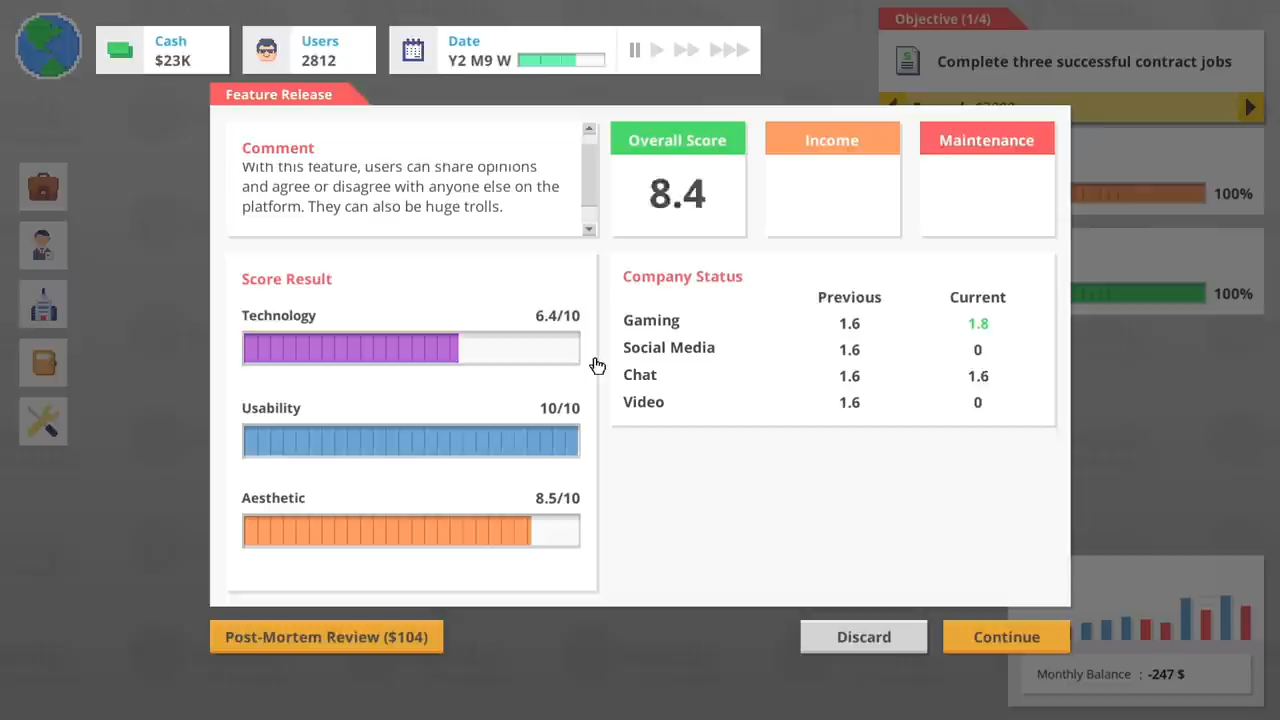 Cash
$23K
Users
2812
Date
Y2 M9 W
Objective (1/4)
Complete three successful contract jobs
Feature Release
Comment
With this feature, users can share opinions
and agree or disagree with anyone else on the
platform. They can also be huge trolls.
Overall Score
8.4
Income
Maintenance
100%
100%
Score Result
Technology
6.4/10
Usability
10/10
Aesthetic
8.5/10
Company Status
Previous Current
Gaming 1.6 1.8
Social Media 1.6 0
Chat 1.6 1.6
Video 1.6 0
Post-Mortem Review ($104)
Discard
Continue
Monthly Balance : -247 $